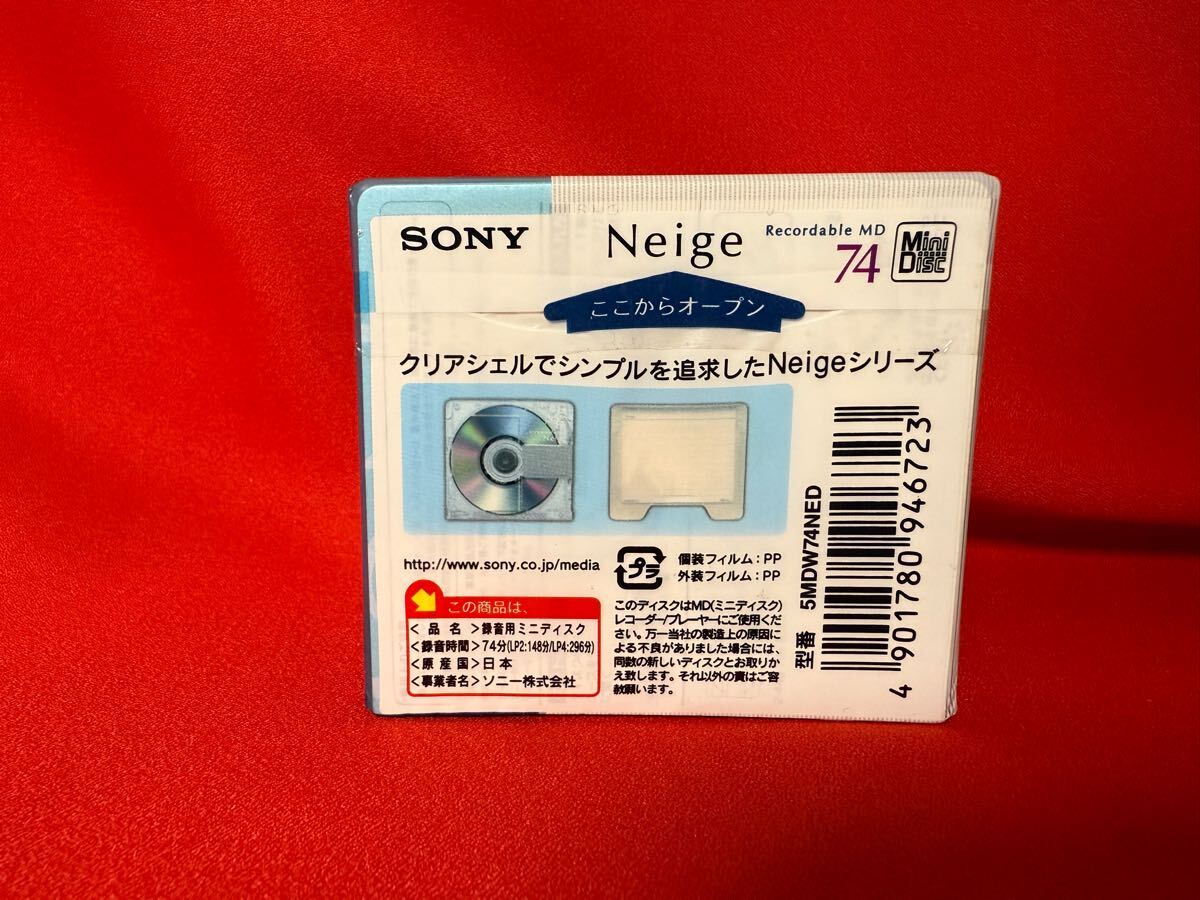 SONY
Neige
Recordable MD
74
Mini
Disc
ここからオープン
クリアシェルでシンプルを追求したNeigeシリーズ
http://www.sony.co.jp/media
プラ
個装フィルム：PP
外装フィルム：PP
この商品は、
<品名>録音用ミニディスク
<録音時間>74分(LP2:148分/LP4:296分)
<原産国>日本
<事業者名>ソニー株式会社
このディスクはMD(ミニディスク)
レコーダー/プレーヤーにご使用くだ
さい。万一当社の製造上の原因に
よる不良がありました場合には、
同数の新しいディスクとお取りか
え致します。それ以外の責はご容
赦願います。
型番 5MDW74NED
4 901780 946723